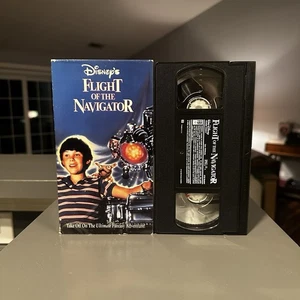 Disney's
FLIGHT
OF THE
NAVIGATOR
Take Off On The Ultimate Fantasy Adventure!
FLIGHT
OF THE
NAVIGATOR